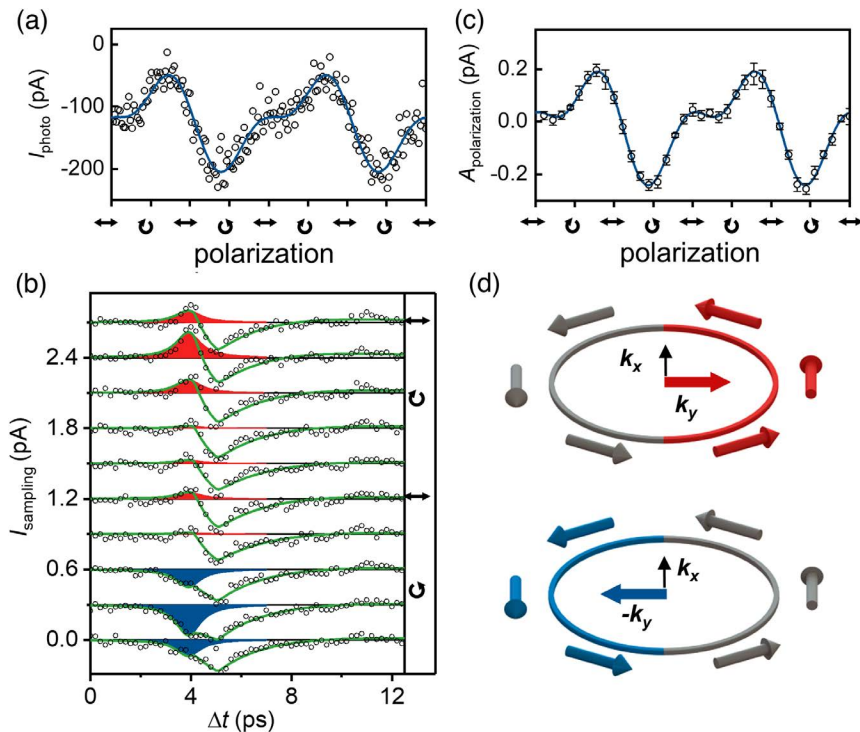 (a)
0
-100
-200
I_photo (pA)
polarization
(c)
0.2
0.0
-0.2
A_polarization (pA)
polarization
(b)
2.4
1.8
1.2
0.6
0.0
I_sampling (pA)
0 4 8 12
Δt (ps)
(d)
k_x
k_y
k_x
-k_y